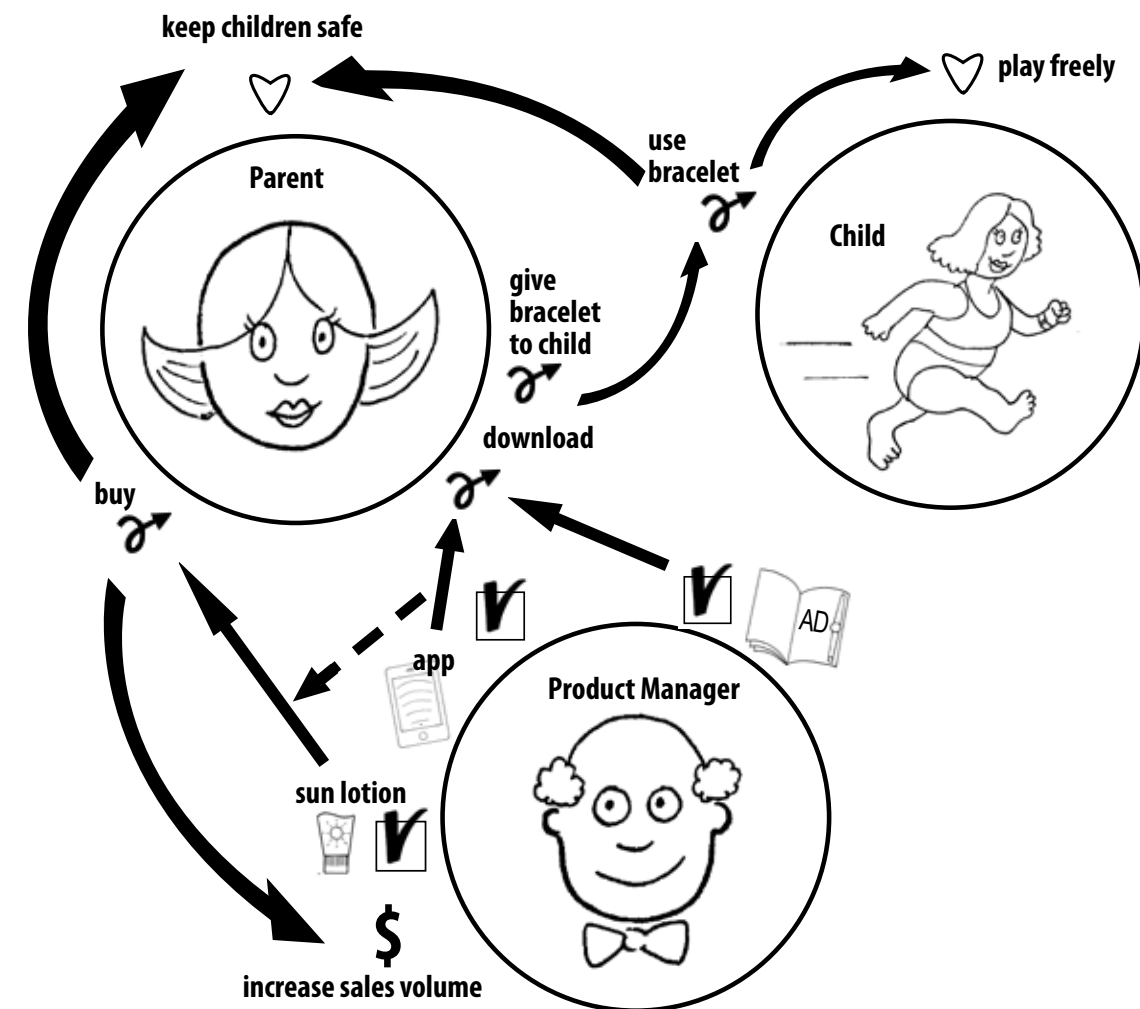 keep children safe
play freely
use
bracelet
Parent
Child
give
bracelet
to child
download
buy
AD
app
Product Manager
sun lotion
$
increase sales volume